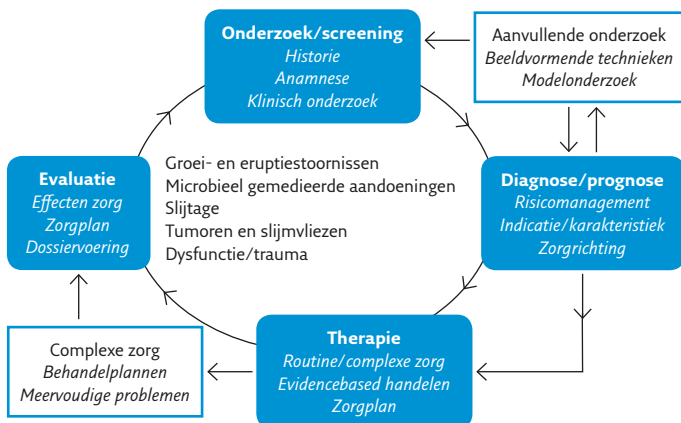 Onderzoek/screening
Historie
Anamnese
Klinisch onderzoek
Aanvullende onderzoek
Beeldvormende technieken
Modelonderzoek
Groei- en eruptiestoornissen
Microbieel gemedieerde aandoeningen
Slijtage
Tumoren en slijmvliezen
Dysfunctie/trauma
Evaluatie
Effecten zorg
Zorgplan
Dossiervoering
Diagnose/prognose
Risicomanagement
Indicatie/karakteristiek
Zorgrichting
Complexe zorg
Behandelplannen
Meervoudige problemen
Therapie
Routine/complexe zorg
Evidencebased handelen
Zorgplan